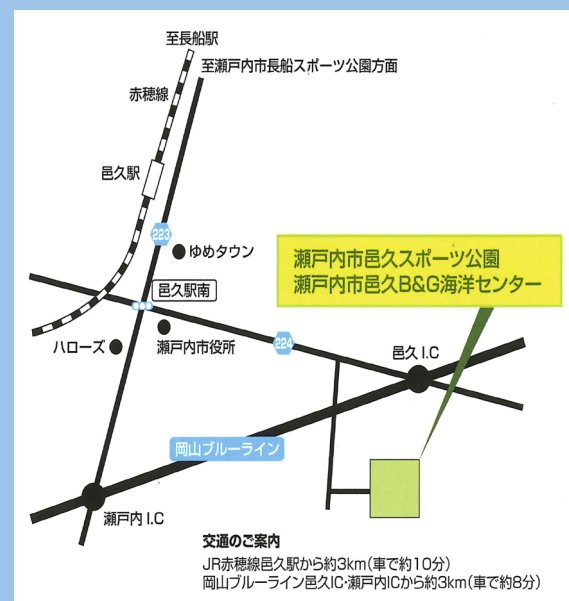 至長船駅
至瀬戸内市長船スポーツ公園方面
赤穂線
邑久駅
223
ゆめタウン
瀬戸内市邑久スポーツ公園
瀬戸内市邑久B&G海洋センター
邑久駅南
ハローズ
瀬戸内市役所
224
邑久 I.C
岡山ブルーライン
瀬戸内 I.C
交通のご案内
JR赤穂線邑久駅から約3km(車で約10分)
岡山ブルーライン邑久IC・瀬戸内ICから約3km(車で約8分)